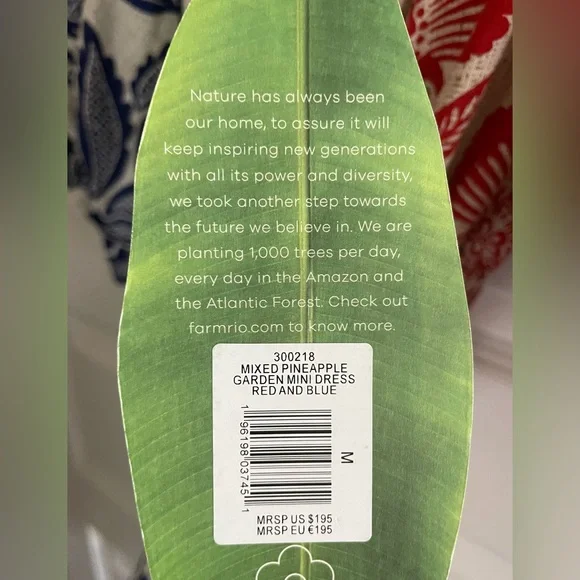 Nature has always been
our home, to assure it will
keep inspiring new generations
with all its power and diversity,
we took another step towards
the future we believe in. We are
planting 1,000 trees per day,
every day in the Amazon and
the Atlantic Forest. Check out
farmrio.com to know more.
300218
MIXED PINEAPPLE
GARDEN MINI DRESS
RED AND BLUE
1 96198 03745 1
M
MRSP US $195
MRSP EU €195